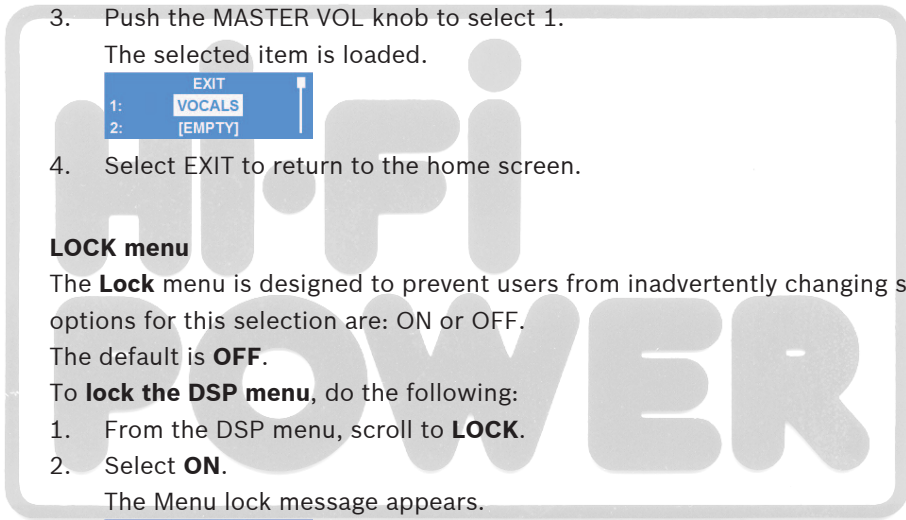 3. Push the MASTER VOL knob to select 1.
The selected item is loaded.
EXIT
1: VOCALS
2: [EMPTY]
4. Select EXIT to return to the home screen.
LOCK menu
The Lock menu is designed to prevent users from inadvertently changing s
options for this selection are: ON or OFF.
The default is OFF.
To lock the DSP menu, do the following:
1. From the DSP menu, scroll to LOCK.
2. Select ON.
The Menu lock message appears.
HI-Fi
POWER